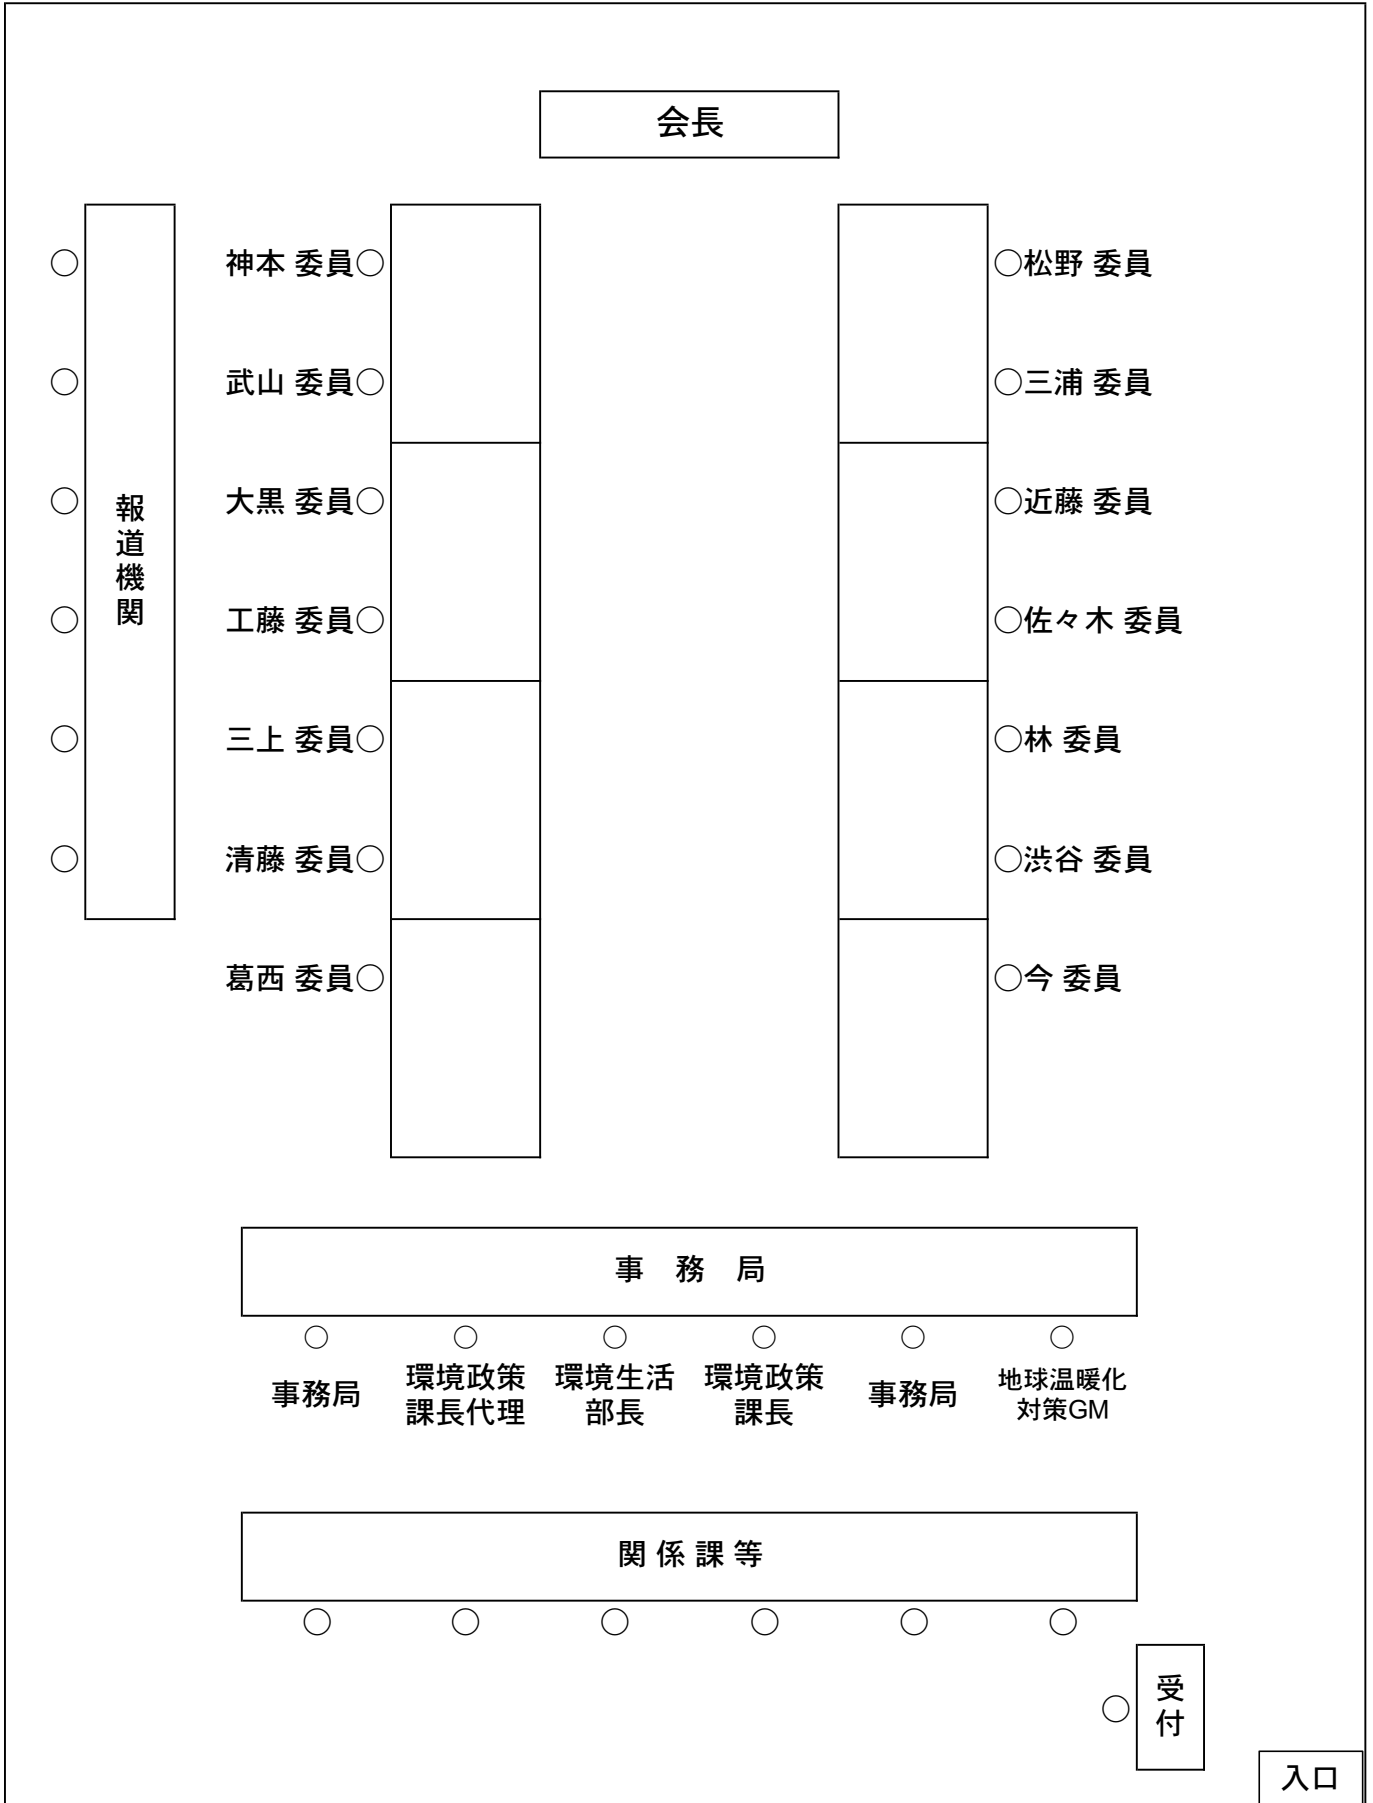 会長
報道機関
神本 委員○
武山 委員○
大黒 委員○
工藤 委員○
三上 委員○
清藤 委員○
葛西 委員○
○松野 委員
○三浦 委員
○近藤 委員
○佐々木 委員
○林 委員
○渋谷 委員
○今 委員
事 務 局
事務局
環境政策
課長代理
環境生活
部長
環境政策
課長
事務局
地球温暖化
対策GM
関係課等
受付
入口